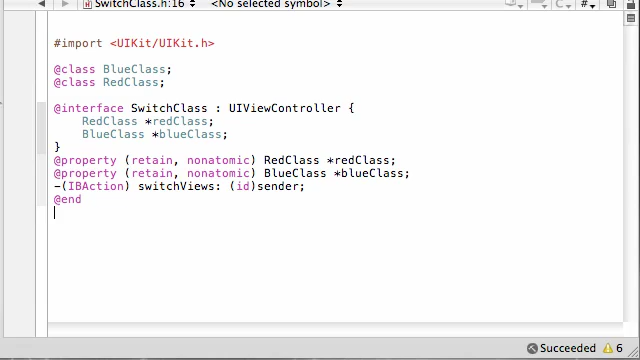 SwitchClass.h:16 <No selected symbol>
#import <UIKit/UIKit.h>
@class BlueClass;
@class RedClass;
@interface SwitchClass : UIViewController {
RedClass *redClass;
BlueClass *blueClass;
}
@property (retain, nonatomic) RedClass *redClass;
@property (retain, nonatomic) BlueClass *blueClass;
-(IBAction) switchViews: (id)sender;
@end
Succeeded 6